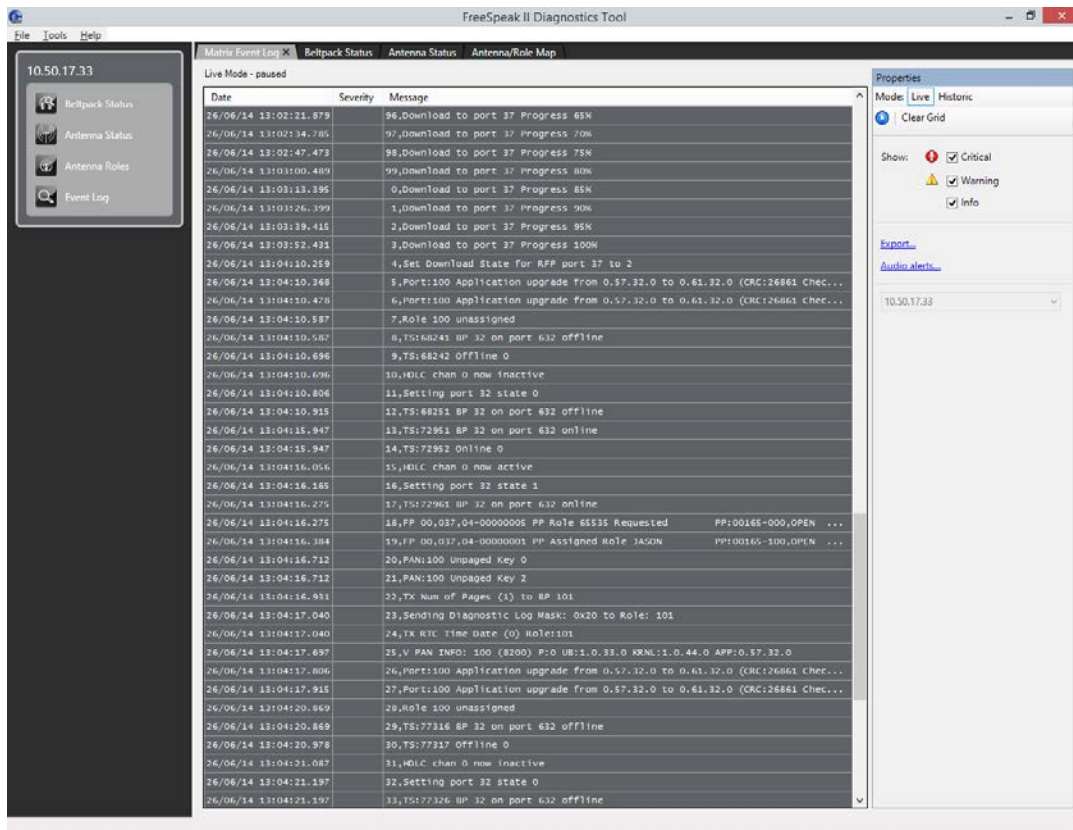 FreeSpeak II Diagnostics Tool
File Tools Help
10.50.17.33
Beltpack Status
Antenna Status
Antenna Roles
Event Log
Matrix Event Log Beltpack Status Antenna Status Antenna/Role Map
Live Mode - paused
Date Severity Message
26/06/14 13:02:21.879 96,Download to port 37 Progress 65%
26/06/14 13:02:34.785 97,Download to port 37 Progress 70%
26/06/14 13:02:47.473 98,Download to port 37 Progress 75%
26/06/14 13:03:00.489 99,Download to port 37 Progress 80%
26/06/14 13:03:13.395 0,Download to port 37 Progress 85%
26/06/14 13:03:26.399 1,Download to port 37 Progress 90%
26/06/14 13:03:39.415 2,Download to port 37 Progress 95%
26/06/14 13:03:52.431 3,Download to port 37 Progress 100%
26/06/14 13:04:10.259 4,Set Download State for RFP port 37 to 2
26/06/14 13:04:10.368 5,Port:100 Application upgrade from 0.57.32.0 to 0.61.32.0 (CRC:26861 Chec...
26/06/14 13:04:10.478 6,Port:100 Application upgrade from 0.57.32.0 to 0.61.32.0 (CRC:26861 Chec...
26/06/14 13:04:10.587 7,Role 100 unassigned
26/06/14 13:04:10.587 8,TS:68241 BP 32 on port 632 offline
26/06/14 13:04:10.696 9,TS:68242 Offline 0
26/06/14 13:04:10.696 10,HDLC chan 0 now inactive
26/06/14 13:04:10.806 11,Setting port 32 state 0
26/06/14 13:04:10.915 12,TS:68251 BP 32 on port 632 offline
26/06/14 13:04:15.947 13,TS:72951 BP 32 on port 632 online
26/06/14 13:04:15.947 14,TS:72952 Online 0
26/06/14 13:04:16.056 15,HDLC chan 0 now active
26/06/14 13:04:16.165 16,Setting port 32 state 1
26/06/14 13:04:16.275 17,TS:72961 BP 32 on port 632 online
26/06/14 13:04:16.275 18,FP 00,037,04-00000005 PP Role 65535 Requested PP:00165-000,OPEN ...
26/06/14 13:04:16.384 19,FP 00,037,04-00000001 PP Assigned Role JASON PP:00165-100,OPEN ...
26/06/14 13:04:16.712 20,PAN:100 Unpaged Key 0
26/06/14 13:04:16.712 21,PAN:100 Unpaged Key 2
26/06/14 13:04:16.931 22,TX Num of Pages (1) to BP 101
26/06/14 13:04:17.040 23,Sending Diagnostic Log Mask: 0x20 to Role: 101
26/06/14 13:04:17.040 24,TX RTC Time Date (0) Role:101
26/06/14 13:04:17.697 25,V PAN INFO: 100 (8200) P:0 UB:1.0.33.0 KRNL:1.0.44.0 APP:0.57.32.0
26/06/14 13:04:17.806 26,Port:100 Application upgrade from 0.57.32.0 to 0.61.32.0 (CRC:26861 Chec...
26/06/14 13:04:17.915 27,Port:100 Application upgrade from 0.57.32.0 to 0.61.32.0 (CRC:26861 Chec...
26/06/14 13:04:20.869 28,Role 100 unassigned
26/06/14 13:04:20.869 29,TS:77316 BP 32 on port 632 offline
26/06/14 13:04:20.978 30,TS:77317 Offline 0
26/06/14 13:04:21.087 31,HDLC chan 0 now inactive
26/06/14 13:04:21.197 32,Setting port 32 state 0
26/06/14 13:04:21.197 33,TS:77326 BP 32 on port 632 offline
Properties
Mode: Live Historic
Clear Grid
Show: Critical
Warning
Info
Export...
Audio alerts...
10.50.17.33